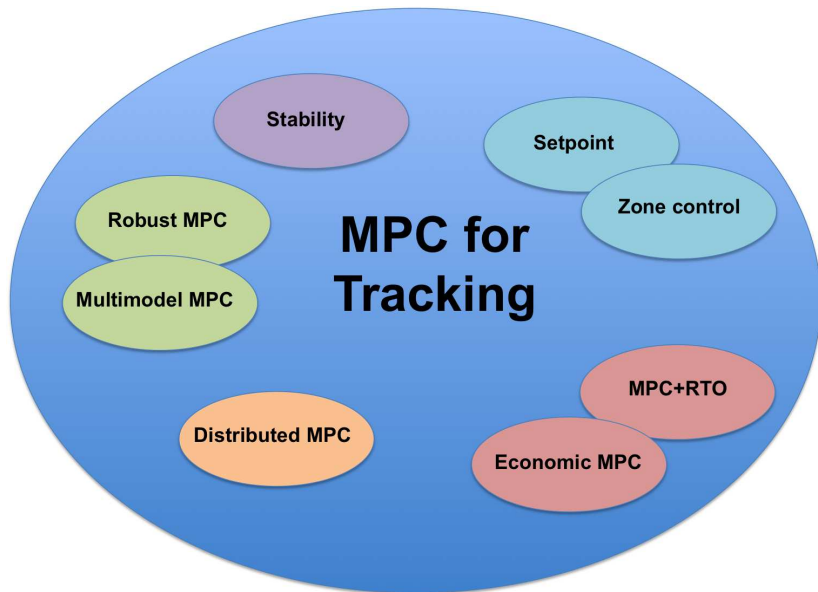 Stability
Setpoint
Zone control
Robust MPC
Multimodel MPC
MPC for
Tracking
MPC+RTO
Economic MPC
Distributed MPC